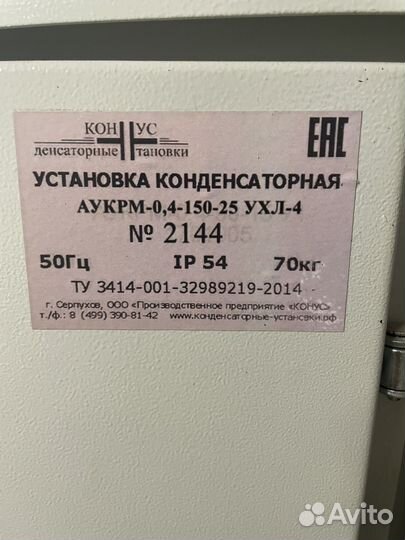 КОН УС
денсаторные тановки
EAC
УСТАНОВКА КОНДЕНСАТОРНАЯ
АУКРМ-0,4-150-25 УХЛ-4
№ 2144
50Гц IP 54 70кг
ТУ 3414-001-32989219-2014
г. Серпухов, ООО «Производственное предприятие «КОНУС»
т./ф.: 8 (499) 390-81-42 www.конденсаторные-установки.рф
Avito